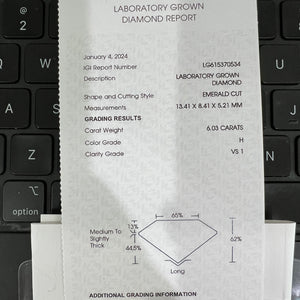 LABORATORY GROWN
DIAMOND REPORT
January 4, 2024
IGI Report Number LG615370534
Description LABORATORY GROWN
DIAMOND
Shape and Cutting Style EMERALD CUT
Measurements 13.41 X 8.41 X 5.21 MM
GRADING RESULTS
Carat Weight 6.03 CARATS
Color Grade H
Clarity Grade VS 1
65%
13%
Medium To
Slightly
Thick
44.5%
62%
Long
ADDITIONAL GRADING INFORMATION
@
2
A
Z
option